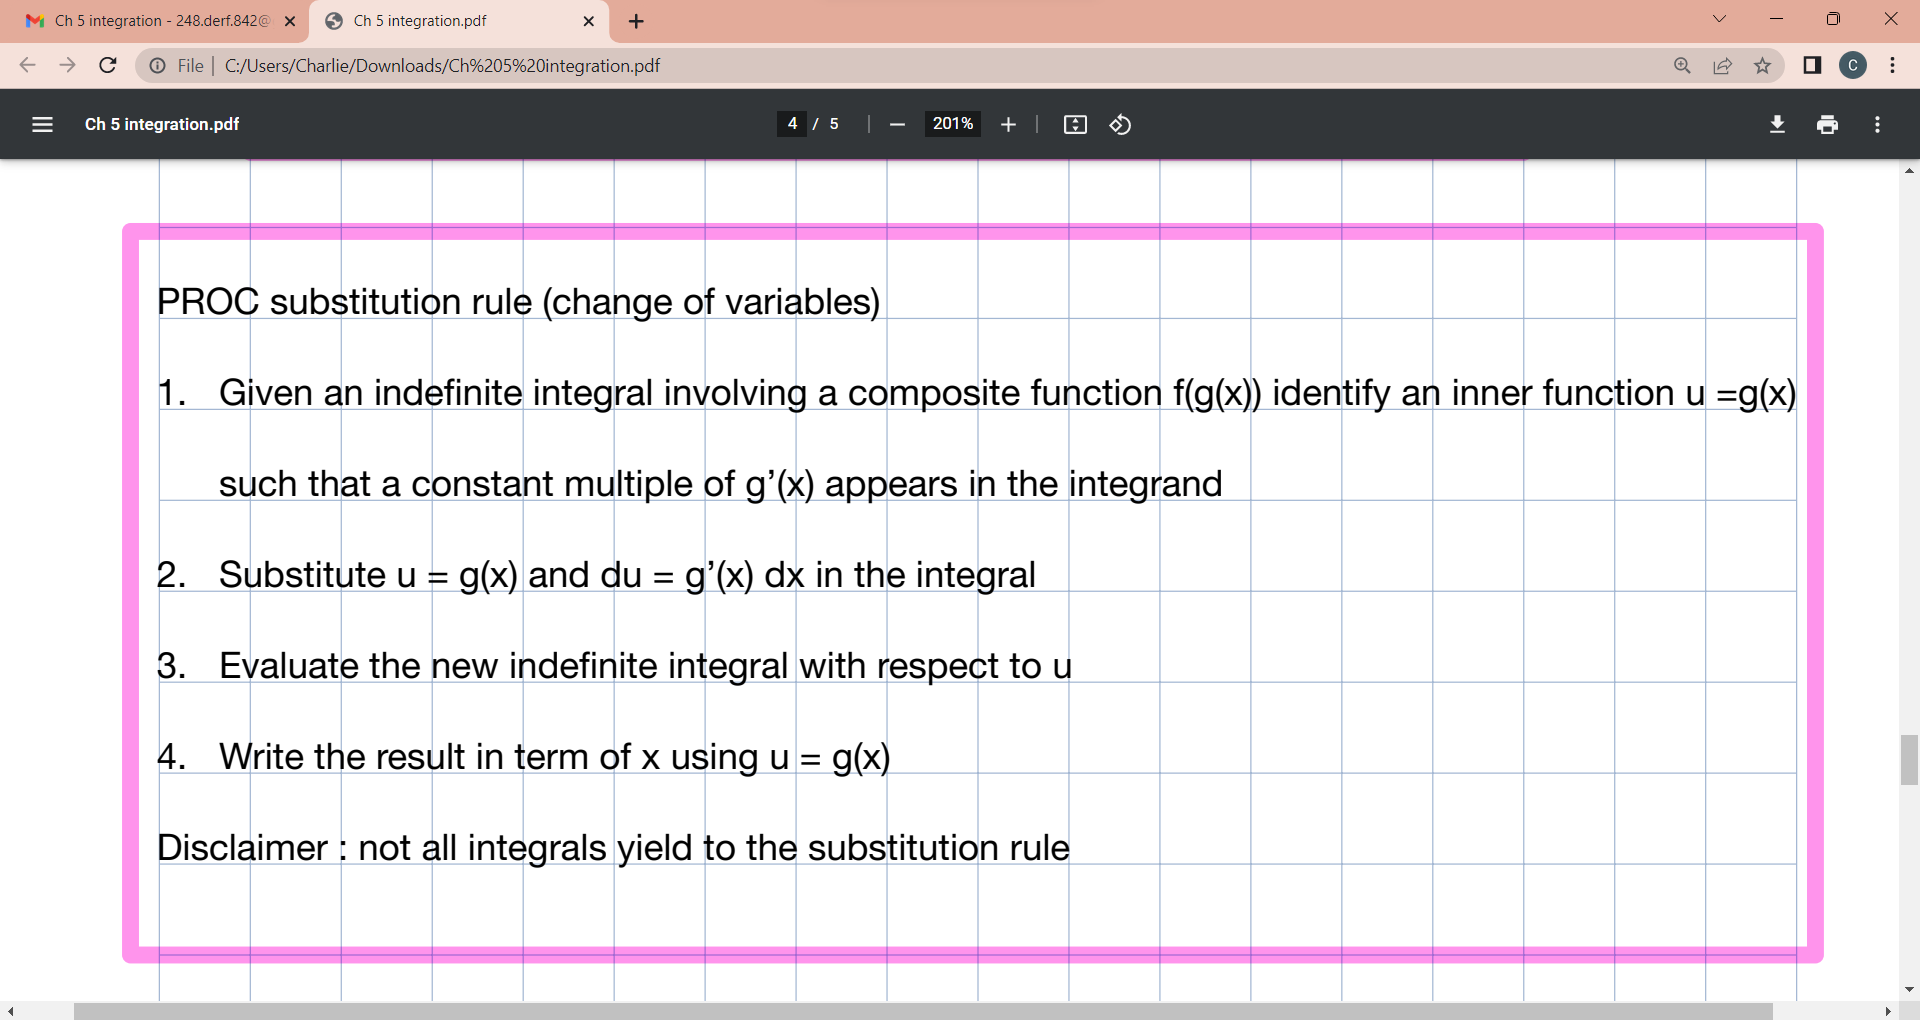 Ch 5 integration - 248.derf.842@
Ch 5 integration.pdf
File | C:/Users/Charlie/Downloads/Ch%205%20integration.pdf
C
Ch 5 integration.pdf
4 / 5
201%
PROC substitution rule (change of variables)
1. Given an indefinite integral involving a composite function f(g(x)) identify an inner function u =g(x)
such that a constant multiple of g’(x) appears in the integrand
2. Substitute u = g(x) and du = g’(x) dx in the integral
3. Evaluate the new indefinite integral with respect to u
4. Write the result in term of x using u = g(x)
Disclaimer : not all integrals yield to the substitution rule